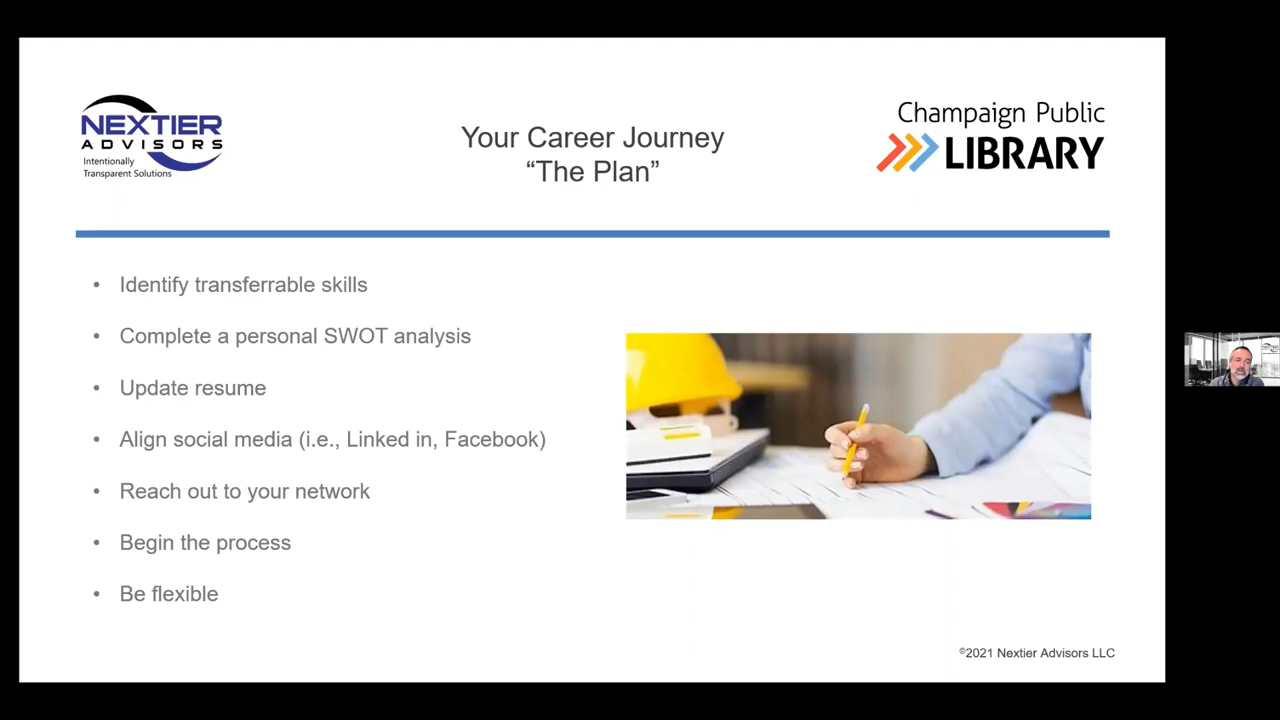 NEXTIER
ADVISORS
Intentionally
Transparent Solutions
Your Career Journey
“The Plan”
Champaign Public
LIBRARY
• Identify transferrable skills
• Complete a personal SWOT analysis
• Update resume
• Align social media (i.e., Linked in, Facebook)
• Reach out to your network
• Begin the process
• Be flexible
©2021 Nextier Advisors LLC